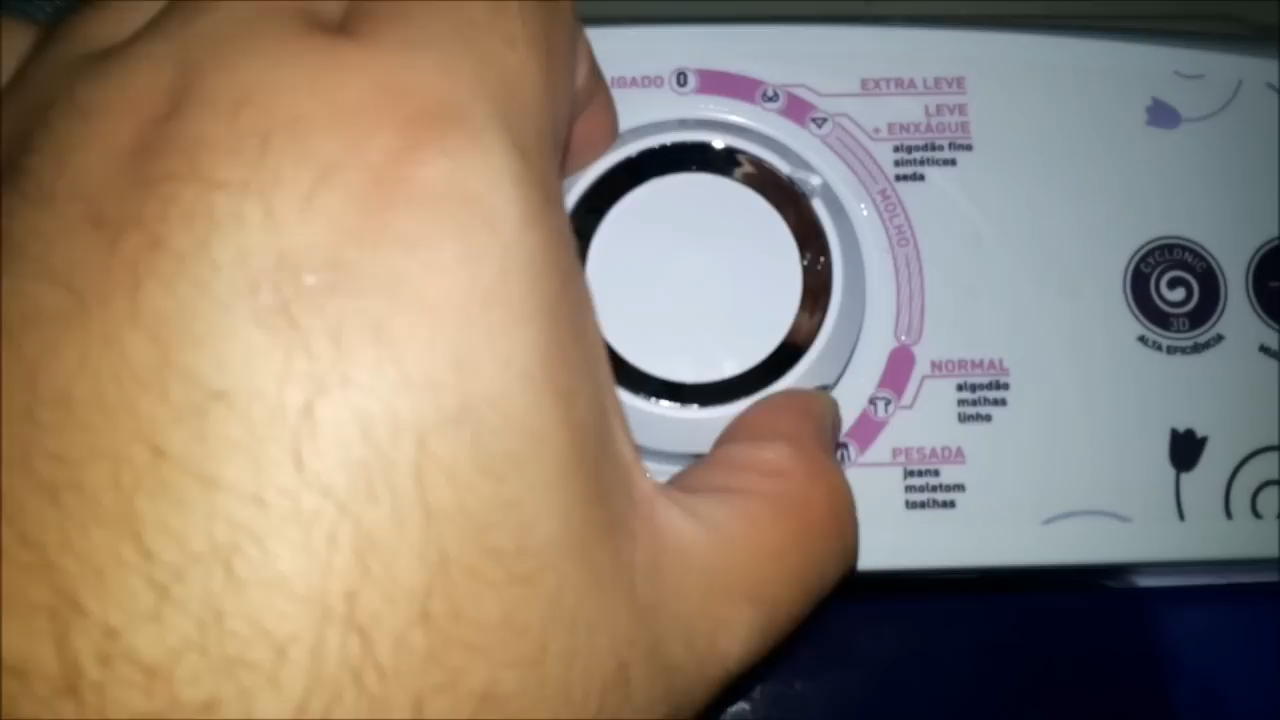 IGADO 0
EXTRA LEVE
LEVE
+ ENXÁGUE
algodão fino
sintéticos
seda
MOLHO
NORMAL
algodão
malhas
linho
PESADA
jeans
moletom
toalhas
CYCLONIC
3D
ALTA EFICIÊNCIA